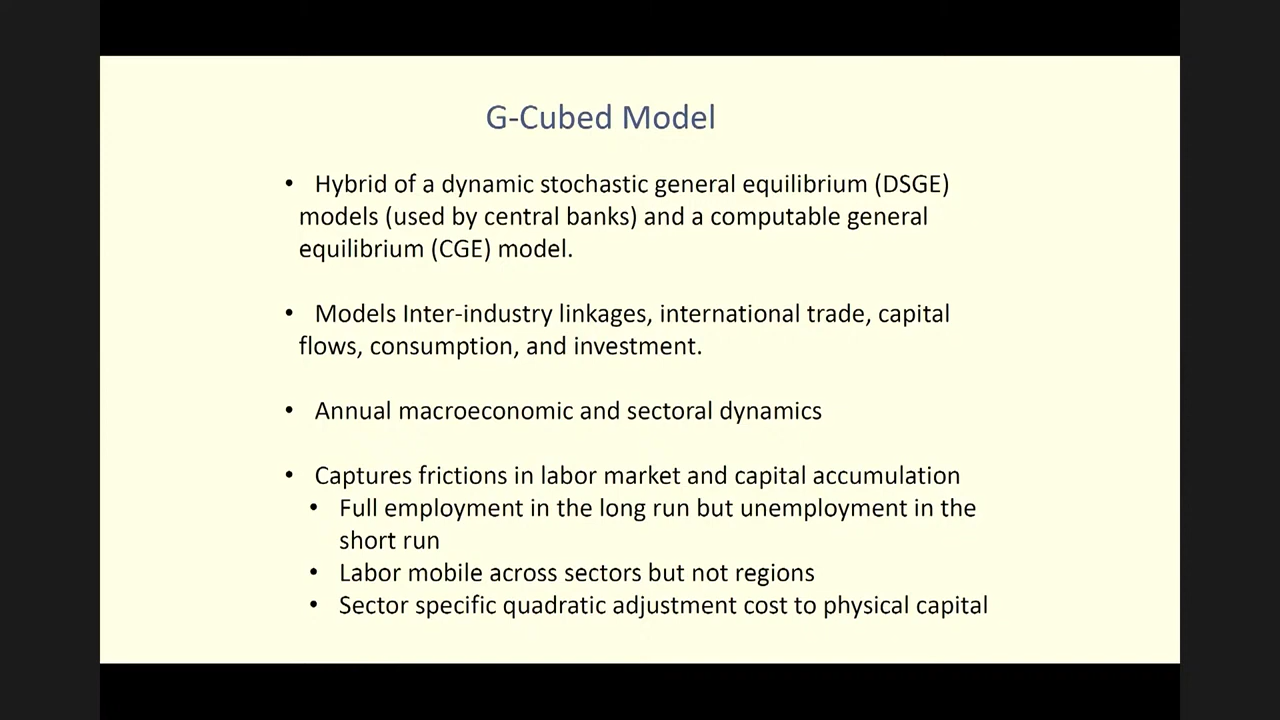 G-Cubed Model
• Hybrid of a dynamic stochastic general equilibrium (DSGE)
models (used by central banks) and a computable general
equilibrium (CGE) model.
• Models Inter-industry linkages, international trade, capital
flows, consumption, and investment.
• Annual macroeconomic and sectoral dynamics
• Captures frictions in labor market and capital accumulation
• Full employment in the long run but unemployment in the
short run
• Labor mobile across sectors but not regions
• Sector specific quadratic adjustment cost to physical capital